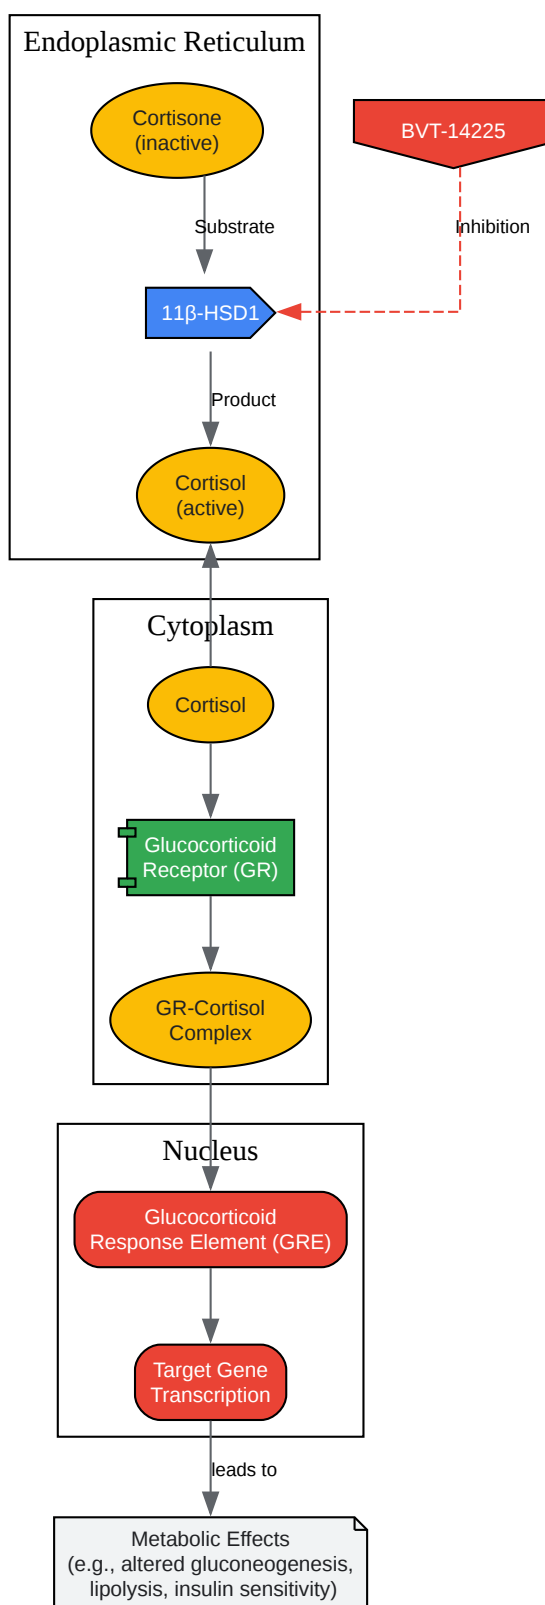 Endoplasmic Reticulum
Cortisone
(inactive)
BVT-14225
Substrate
Inhibition
11β-HSD1
Product
Cortisol
(active)
Cytoplasm
Cortisol
Glucocorticoid
Receptor (GR)
GR-Cortisol
Complex
Nucleus
Glucocorticoid
Response Element (GRE)
Target Gene
Transcription
leads to
Metabolic Effects
(e.g., altered gluconeogenesis,
lipolysis, insulin sensitivity)